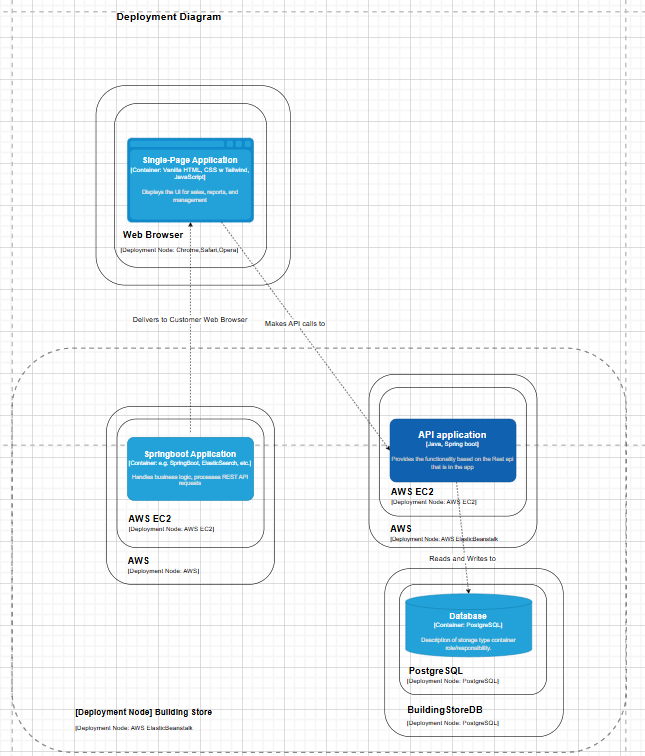 Deployment Diagram
Single-Page Application
[Container: Vanilla HTML, CSS w Tailwind,
JavaScript]
Displays the UI for sales, reports, and
management
Web Browser
[Deployment Node: Chrome,Safari,Opera]
Delivers to Customer Web Browser
Makes API calls to
Springboot Application
[Container: e.g. SpringBoot, ElasticSearch, etc.]
Handles business logic, processes REST API
requests
AWS EC2
[Deployment Node: AWS EC2]
AWS
[Deployment Node: AWS]
API application
[Java, Spring boot]
Provides the functionality based on the Rest api
that is in the app
AWS EC2
[Deployment Node: AWS EC2]
AWS
[Deployment Node: AWS ElasticBeanstalk
Reads and Writes to
Database
[Container: PostgreSQL]
Description of storage type container
role/responsibility.
PostgreSQL
[Deployment Node: PostgreSQL]
BuildingStoreDB
[Deployment Node: PostgreSQL]
[Deployment Node] Building Store
[Deployment Node: AWS ElasticBeanstalk